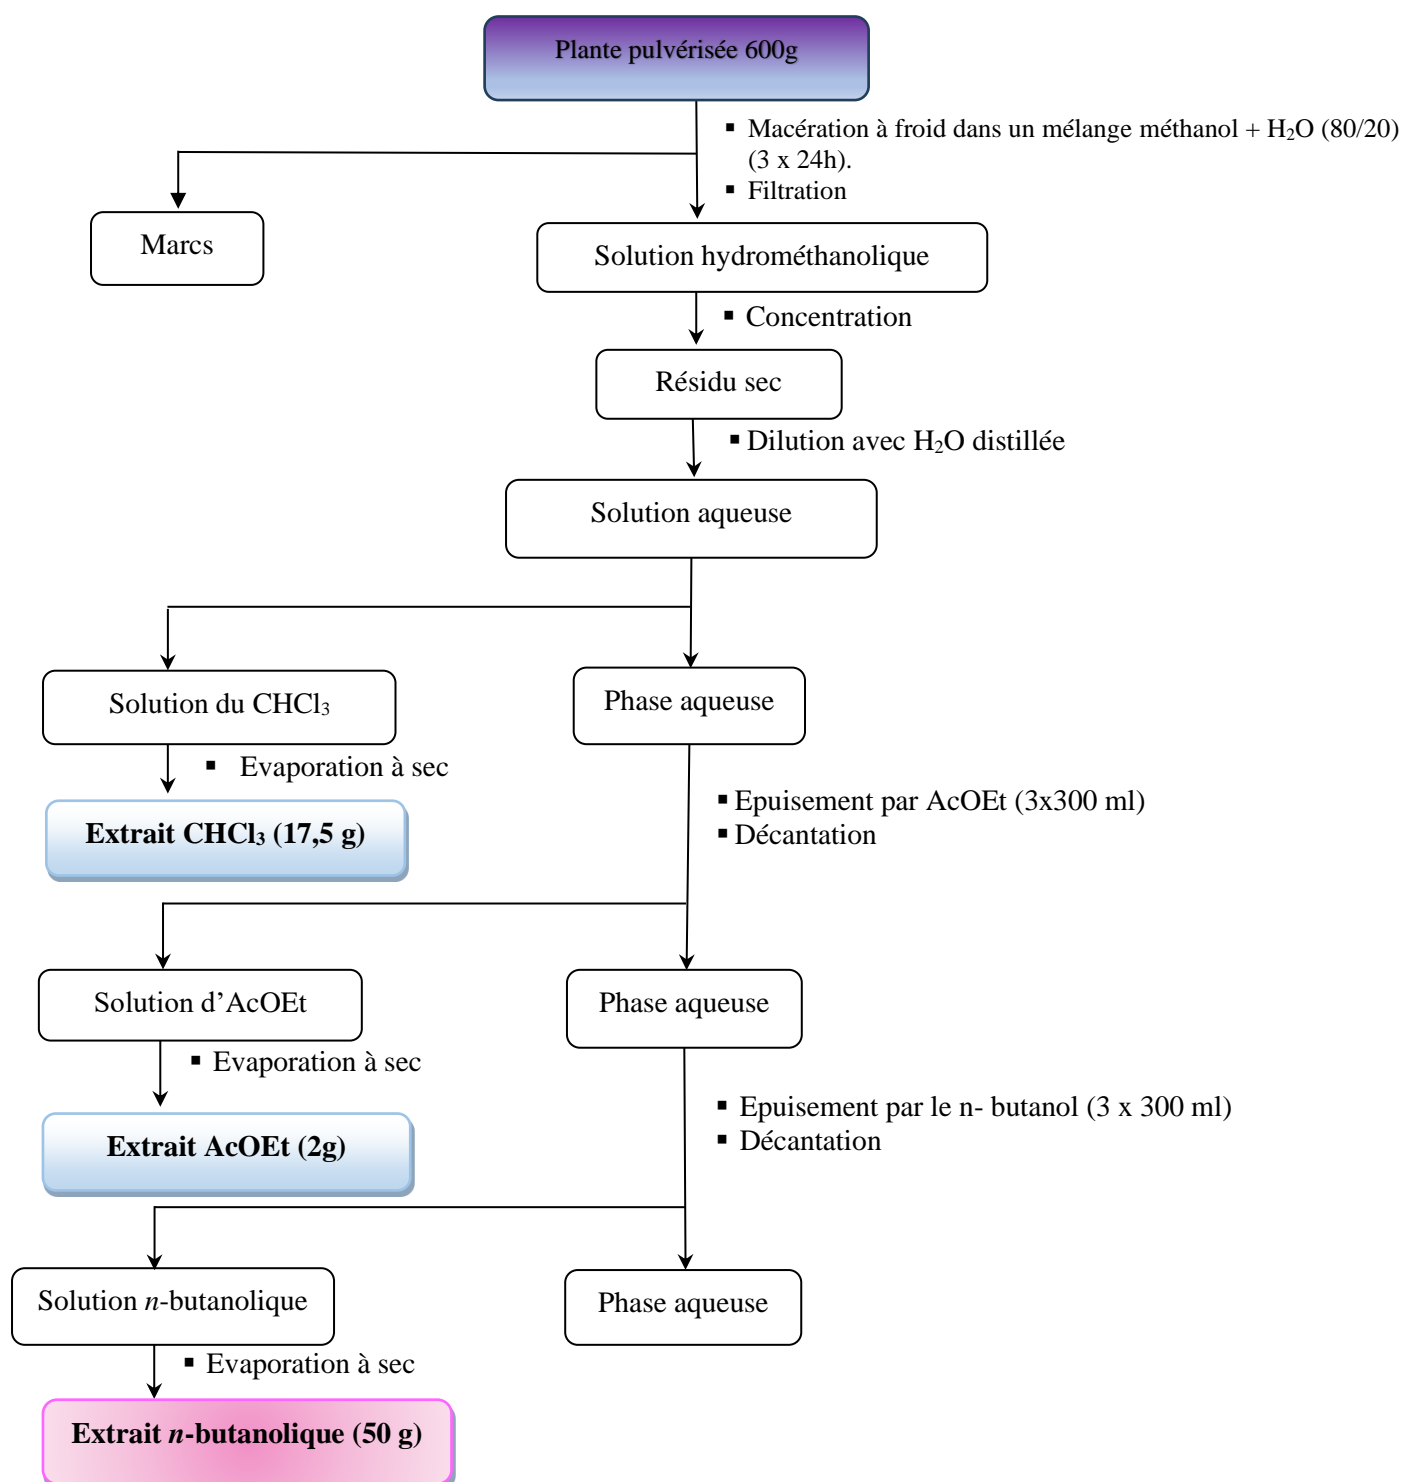 Plante pulvérisée 600g
▪ Macération à froid dans un mélange méthanol + H₂O (80/20)
(3 x 24h).
▪ Filtration
Marcs
Solution hydrométhanolique
▪ Concentration
Résidu sec
▪ Dilution avec H₂O distillée
Solution aqueuse
Solution du CHCl₃
Phase aqueuse
▪ Evaporation à sec
▪ Epuisement par AcOEt (3x300 ml)
▪ Décantation
Extrait CHCl₃ (17,5 g)
Solution d’AcOEt
Phase aqueuse
▪ Evaporation à sec
▪ Epuisement par le n- butanol (3 x 300 ml)
▪ Décantation
Extrait AcOEt (2g)
Solution n-butanolique
Phase aqueuse
▪ Evaporation à sec
Extrait n-butanolique (50 g)